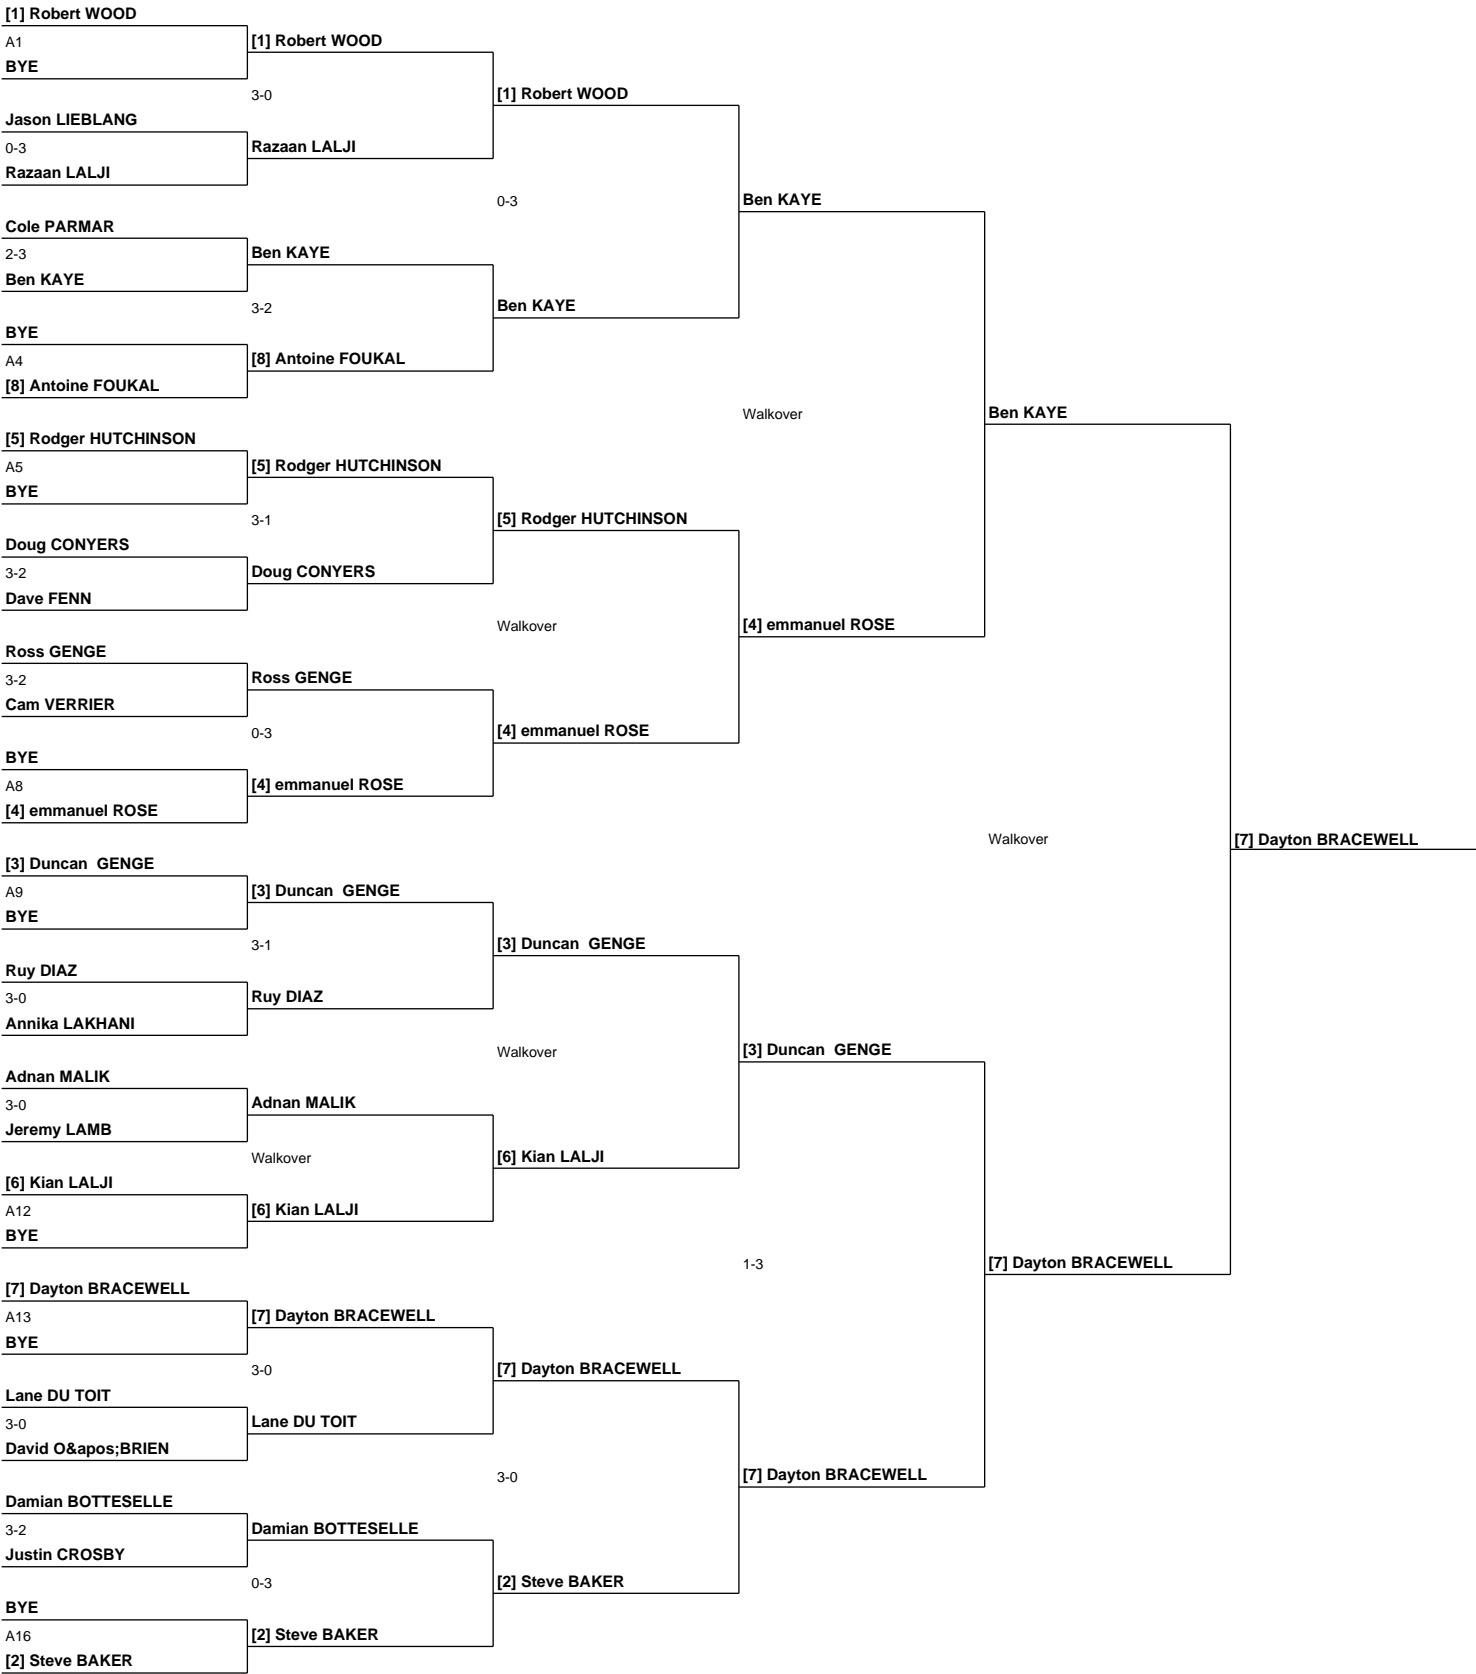 [1] Robert WOOD
A1
BYE
Jason LIEBLANG
0-3
Razaan LALJI
Cole PARMAR
2-3
Ben KAYE
BYE
A4
[8] Antoine FOUKAL
[5] Rodger HUTCHINSON
A5
BYE
Doug CONYERS
3-2
Dave FENN
Ross GENGE
3-2
Cam VERRIER
BYE
A8
[4] emmanuel ROSE
[3] Duncan  GENGE
A9
BYE
Ruy DIAZ
3-0
Annika LAKHANI
Adnan MALIK
3-0
Jeremy LAMB
[6] Kian LALJI
A12
BYE
[7] Dayton BRACEWELL
A13
BYE
Lane DU TOIT
3-0
David O&apos;BRIEN
Damian BOTTESELLE
3-2
Justin CROSBY
BYE
A16
[2] Steve BAKER
[1] Robert WOOD
3-0
Razaan LALJI
Ben KAYE
3-2
[8] Antoine FOUKAL
[5] Rodger HUTCHINSON
3-1
Doug CONYERS
Ross GENGE
0-3
[4] emmanuel ROSE
[3] Duncan  GENGE
3-1
Ruy DIAZ
Adnan MALIK
Walkover
[6] Kian LALJI
[7] Dayton BRACEWELL
3-0
Lane DU TOIT
Damian BOTTESELLE
0-3
[2] Steve BAKER
[1] Robert WOOD
0-3
Ben KAYE
[5] Rodger HUTCHINSON
Walkover
[4] emmanuel ROSE
[3] Duncan  GENGE
Walkover
[6] Kian LALJI
[7] Dayton BRACEWELL
3-0
[2] Steve BAKER
Ben KAYE
Walkover
[4] emmanuel ROSE
[3] Duncan  GENGE
1-3
[7] Dayton BRACEWELL
Ben KAYE
Walkover
[7] Dayton BRACEWELL
[7] Dayton BRACEWELL